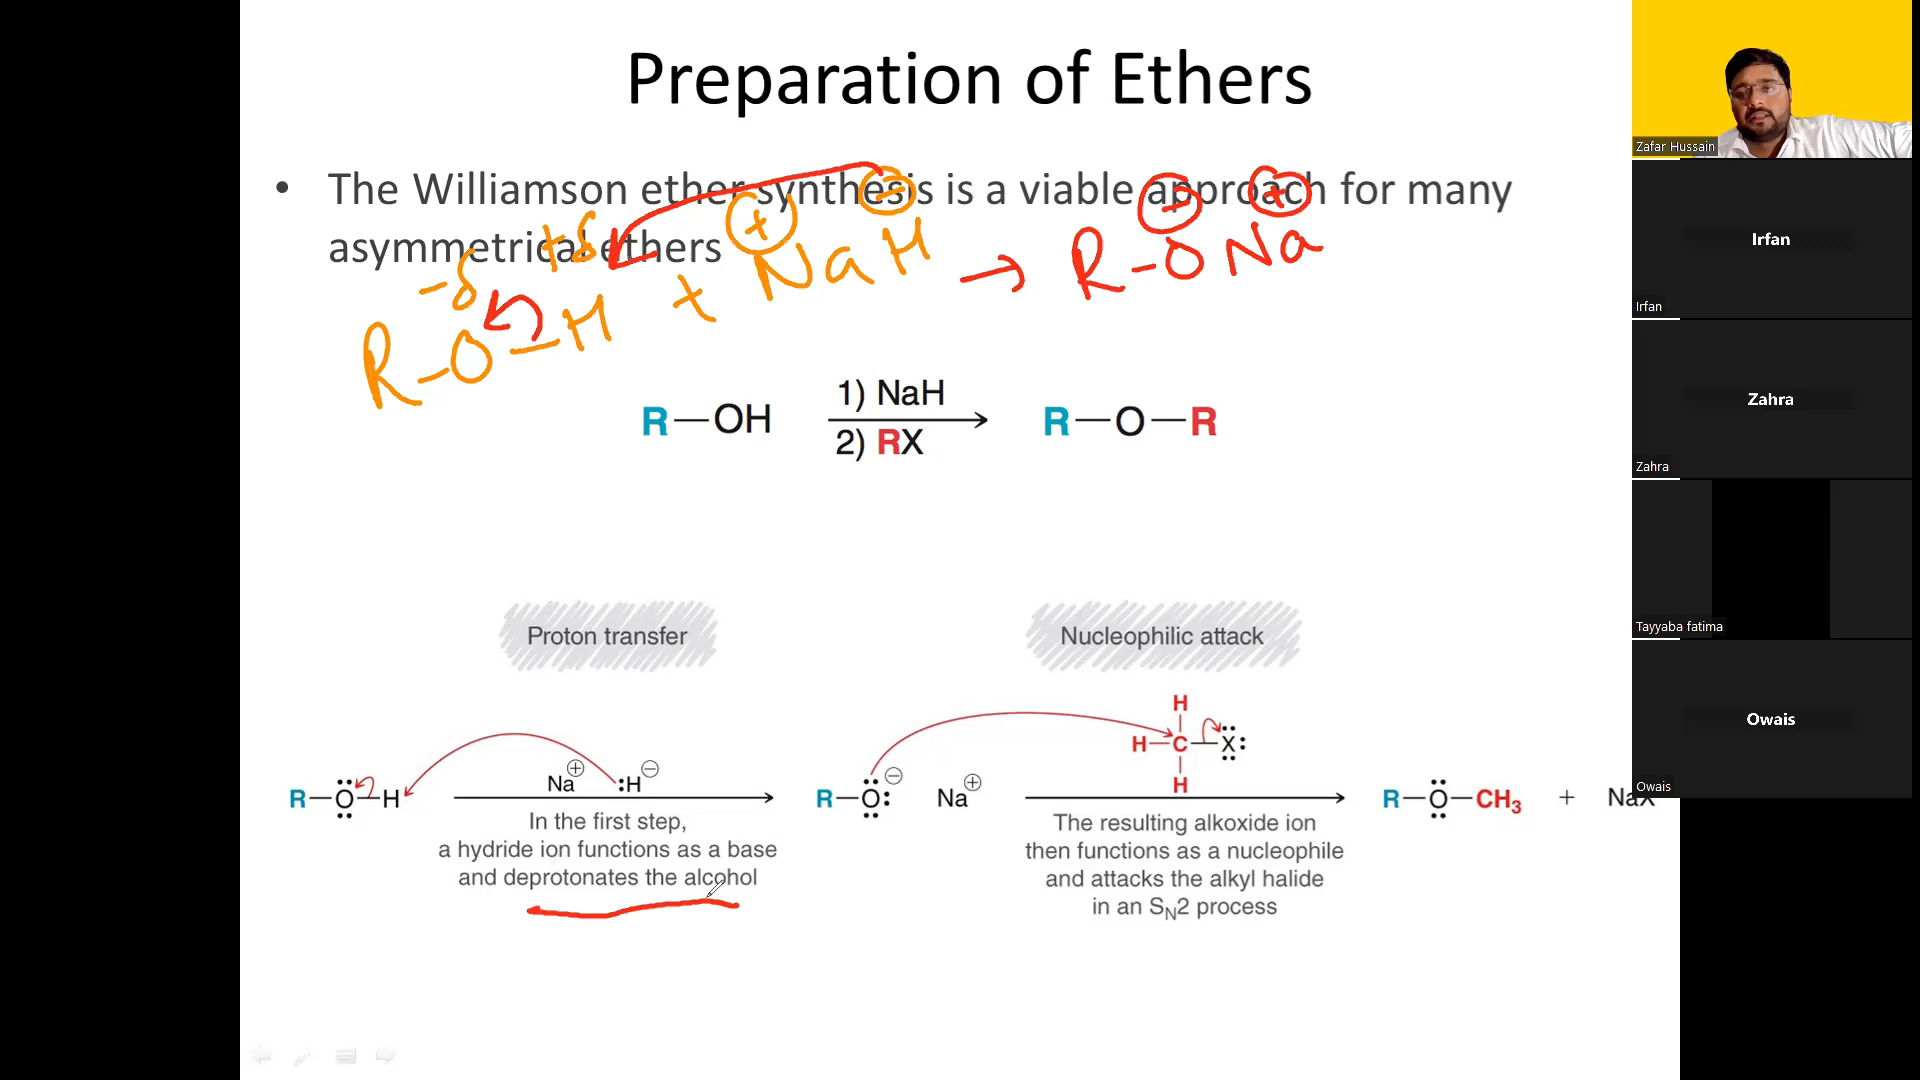 Preparation of Ethers
• The Williamson ether synthesis is a viable approach for many
asymmetrical ethers
-δ +δ + − − +
R-O-H + NaH → R-O Na
R—OH 1) NaH R—O—R
2) RX
Proton transfer Nucleophilic attack
H
H—C—X:
H
R—O—H Na⊕ :H⊖ R—O:⊖ Na⊕ R—O—CH₃ + NaX
In the first step,
a hydride ion functions as a base
and deprotonates the alcohol
The resulting alkoxide ion
then functions as a nucleophile
and attacks the alkyl halide
in an SN2 process
Zafar Hussain
Irfan
Irfan
Zahra
Zahra
Tayyaba fatima
Owais
Owais